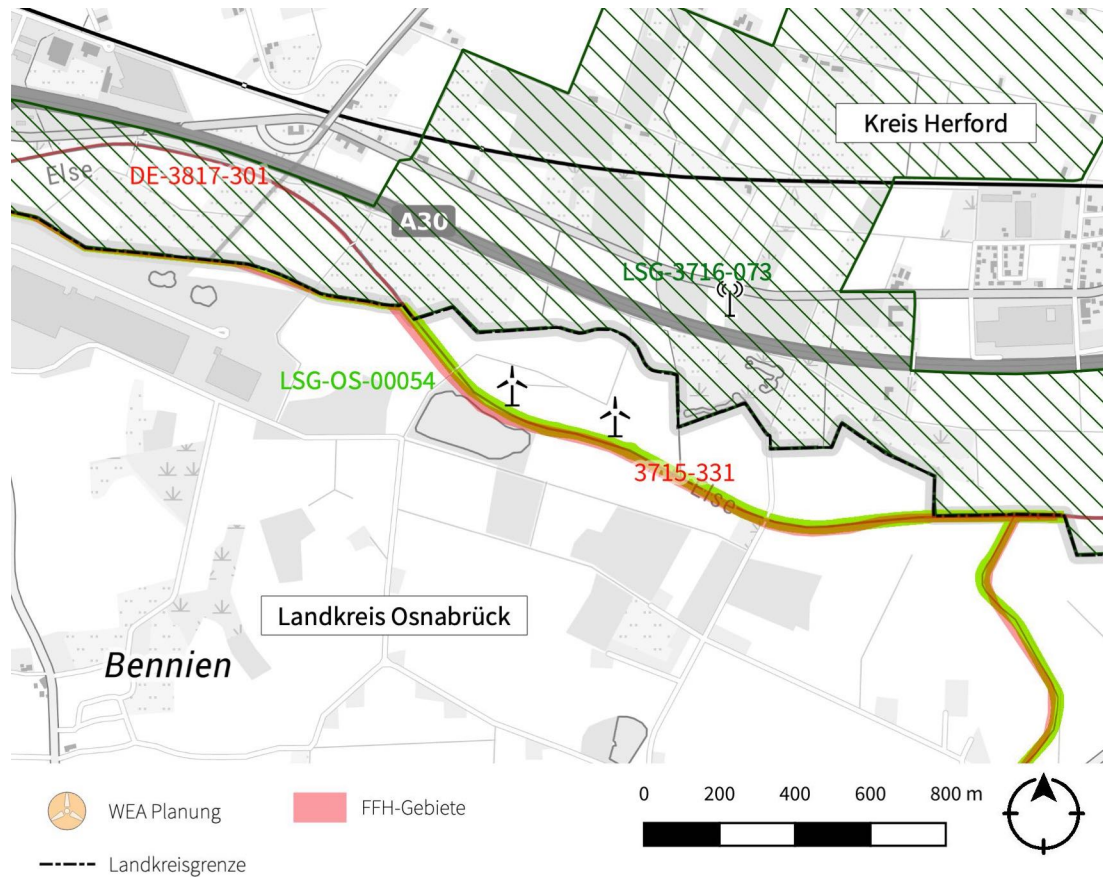 Kreis Herford
Else
DE-3817-301
A30
LSG-3716-073
LSG-OS-00054
3715-331
Else
Landkreis Osnabrück
Bennien
WEA Planung
FFH-Gebiete
0 200 400 600 800 m
Landkreisgrenze